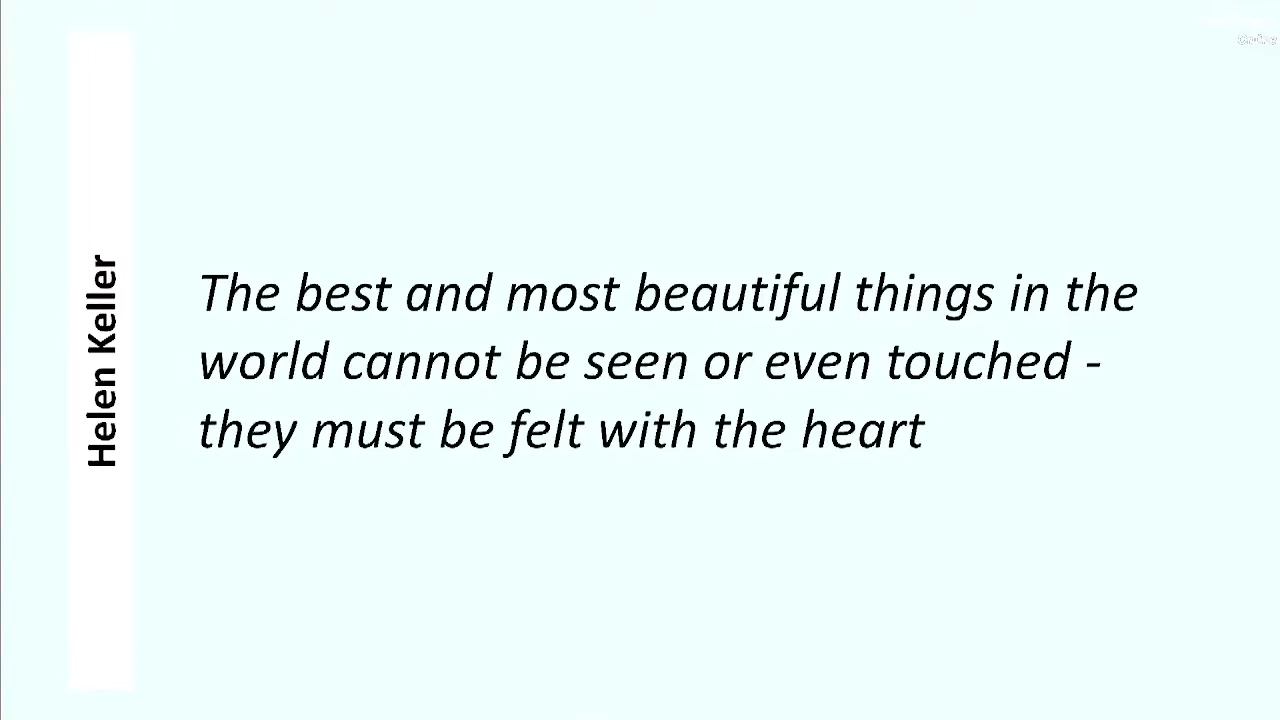 Helen Keller
The best and most beautiful things in the
world cannot be seen or even touched -
they must be felt with the heart